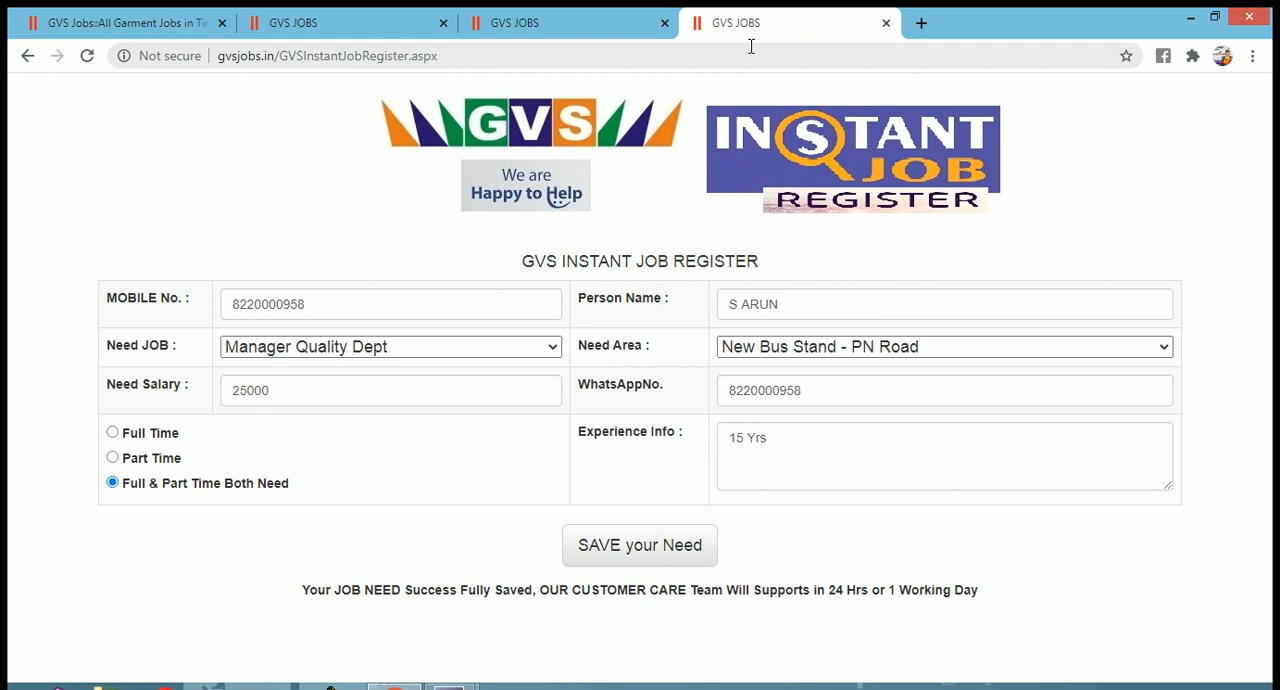 GVS Jobs::All Garment Jobs in Tir
GVS JOBS
GVS JOBS
GVS JOBS
Not secure
gvsjobs.in/GVSInstantJobRegister.aspx
GVS
We are
Happy to Help
INSTANT
JOB
REGISTER
GVS INSTANT JOB REGISTER
MOBILE No. : 8220000958 Person Name : S ARUN
Need JOB : Manager Quality Dept Need Area : New Bus Stand - PN Road
Need Salary : 25000 WhatsAppNo. 8220000958
Full Time
Part Time
Full & Part Time Both Need
Experience Info : 15 Yrs
SAVE your Need
Your JOB NEED Success Fully Saved, OUR CUSTOMER CARE Team Will Supports in 24 Hrs or 1 Working Day